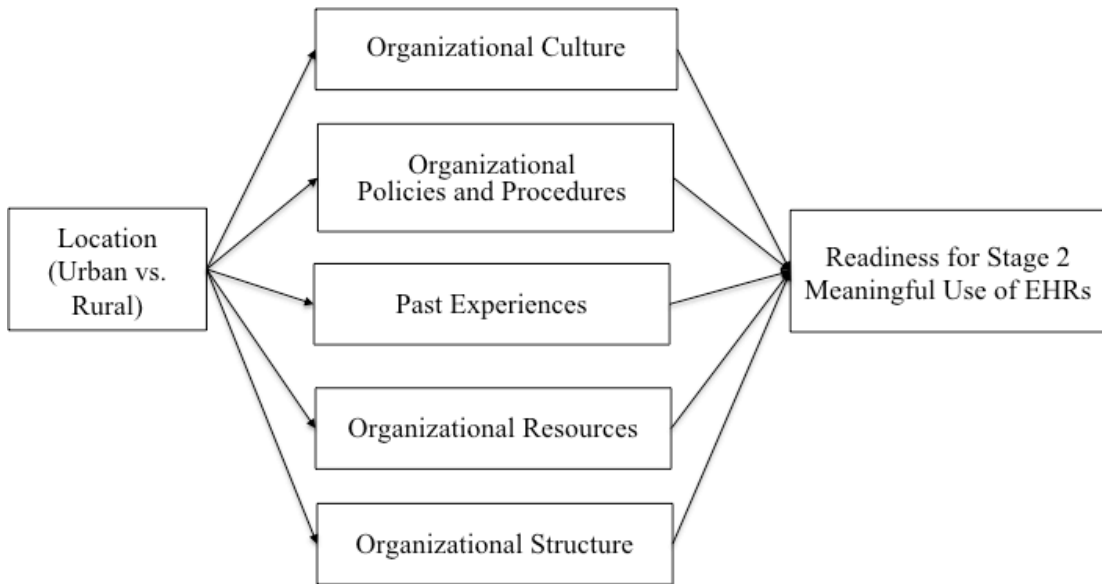 Organizational Culture
Organizational
Policies and Procedures
Location
(Urban vs.
Rural)
Past Experiences
Readiness for Stage 2
Meaningful Use of EHRs
Organizational Resources
Organizational Structure